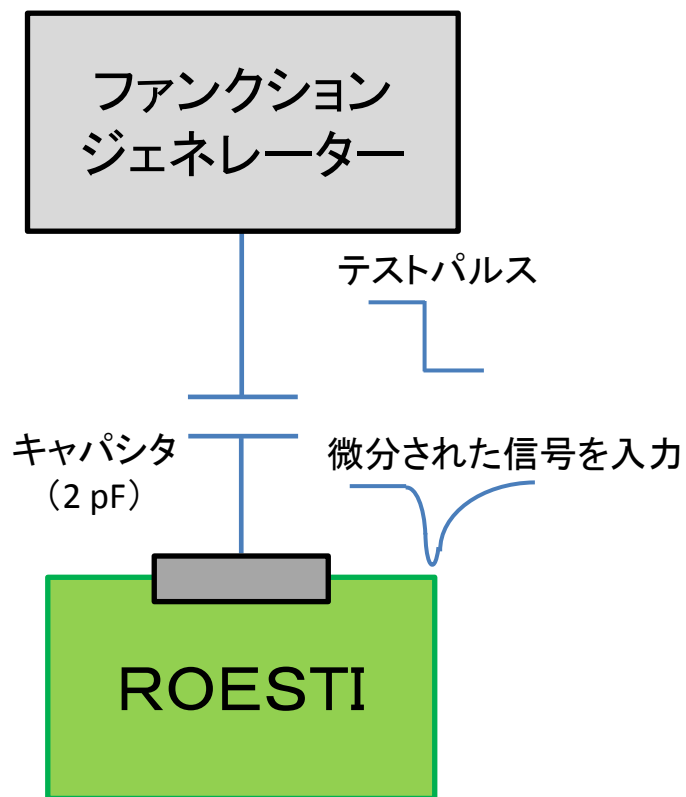 ファンクション
ジェネレーター
テストパルス
キャパシタ
（2 pF）
微分された信号を入力
ＲＯＥＳＴＩ